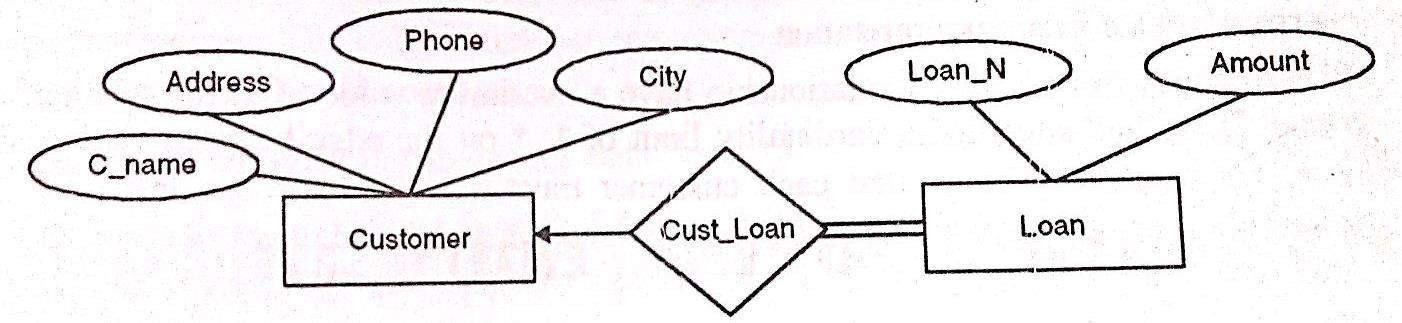 Phone
Address
City
Loan_N
Amount
C_name
Customer
Cust_Loan
Loan